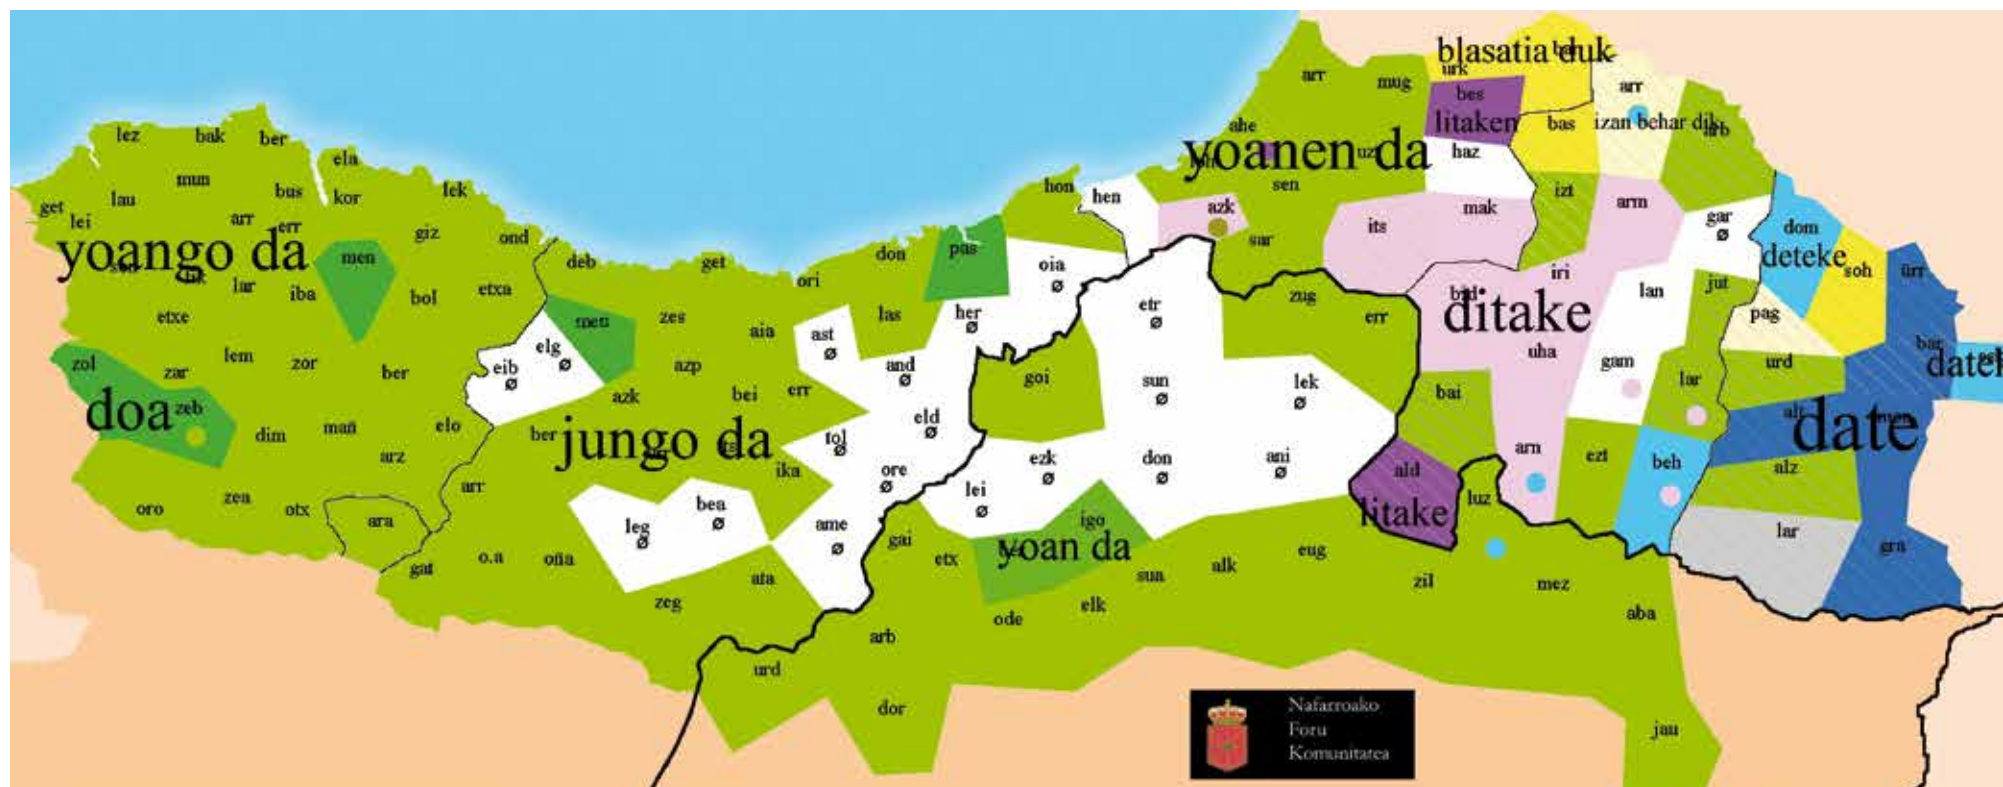 blasatia duk
urk
arr
mug
bes
arr
litaken
bas
izan behar dik
arb
lez
bak
ber
ahe
yoanen da
haz
ela
mun
bus
kor
lek
hon
hen
sen
izt
lau
get
lei
arr
err
giz
ond
azk
mak
arm
gar
ø
its
sar
dom
deteke
soh
ürr
yoango da
men
deb
get
don
pas
oia
ø
iri
lan
jut
lar
iba
bol
etxa
ori
zug
ditake
etxe
men
zes
aia
las
her
ø
etr
ø
err
pag
zol
zar
lem
zor
ber
eib
ø
elg
ø
azp
ast
ø
and
ø
uha
gam
lar
urd
bar
doa
zeb
azk
bei
err
goi
sun
ø
lek
ø
bai
date
dim
mañ
elo
ber
jungo da
eld
ø
tol
ø
arz
ika
ore
ø
ezk
ø
don
ø
ani
ø
ald
litake
luz
arn
ezt
beh
alz
oro
zea
otx
ara
arr
leg
ø
bea
ø
ame
ø
lei
ø
igo
yoan da
lar
gra
gat
o.a
oña
ata
zeg
gai
etx
sua
alk
eug
zil
mez
aba
ode
elk
arb
urd
dor
jau
Nafarroako
Foru
Komunitatea